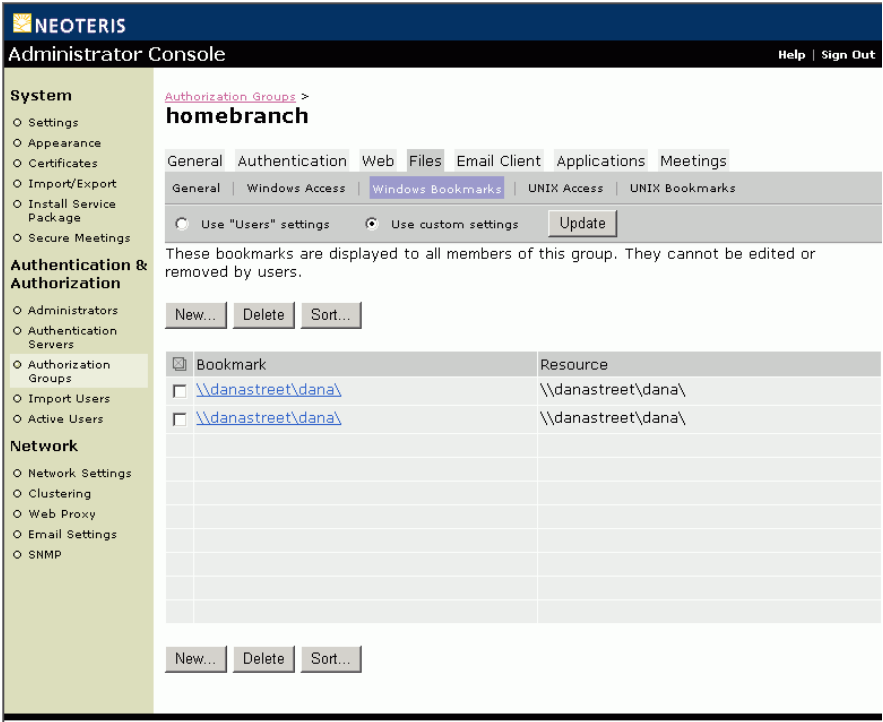 NEOTERIS
Administrator Console
Help | Sign Out
System
Settings
Appearance
Certificates
Import/Export
Install Service
Package
Secure Meetings
Authentication &
Authorization
Administrators
Authentication
Servers
Authorization
Groups
Import Users
Active Users
Network
Network Settings
Clustering
Web Proxy
Email Settings
SNMP
Authorization Groups >
homebranch
General Authentication Web Files Email Client Applications Meetings
General | Windows Access | Windows Bookmarks | UNIX Access | UNIX Bookmarks
Use "Users" settings Use custom settings Update
These bookmarks are displayed to all members of this group. They cannot be edited or
removed by users.
New... Delete Sort...
Bookmark Resource
\\danastreet\dana\ \\danastreet\dana\
\\danastreet\dana\ \\danastreet\dana\
New... Delete Sort...